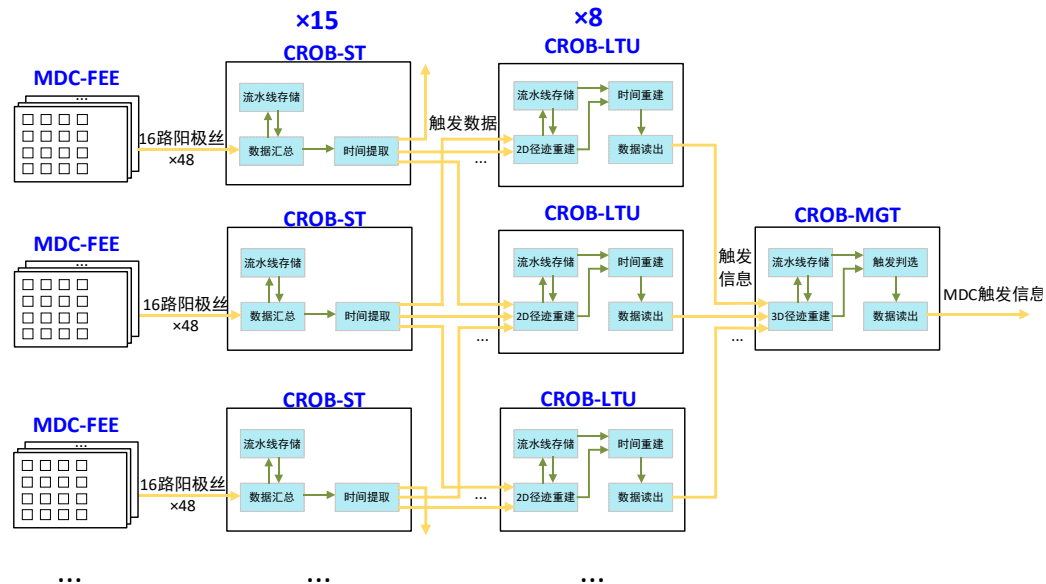 ×15
×8
CROB-ST
CROB-LTU
MDC-FEE
...
16路阳极丝
×48
流水线存储
数据汇总
时间提取
触发数据
...
流水线存储
时间重建
2D径迹重建
数据读出
MDC-FEE
...
16路阳极丝
×48
CROB-ST
流水线存储
数据汇总
时间提取
...
CROB-LTU
流水线存储
时间重建
2D径迹重建
数据读出
触发
信息
...
CROB-MGT
流水线存储
触发判选
3D径迹重建
数据读出
MDC触发信息
MDC-FEE
...
16路阳极丝
×48
CROB-ST
流水线存储
数据汇总
时间提取
...
...
CROB-LTU
流水线存储
时间重建
2D径迹重建
数据读出
...
...
...